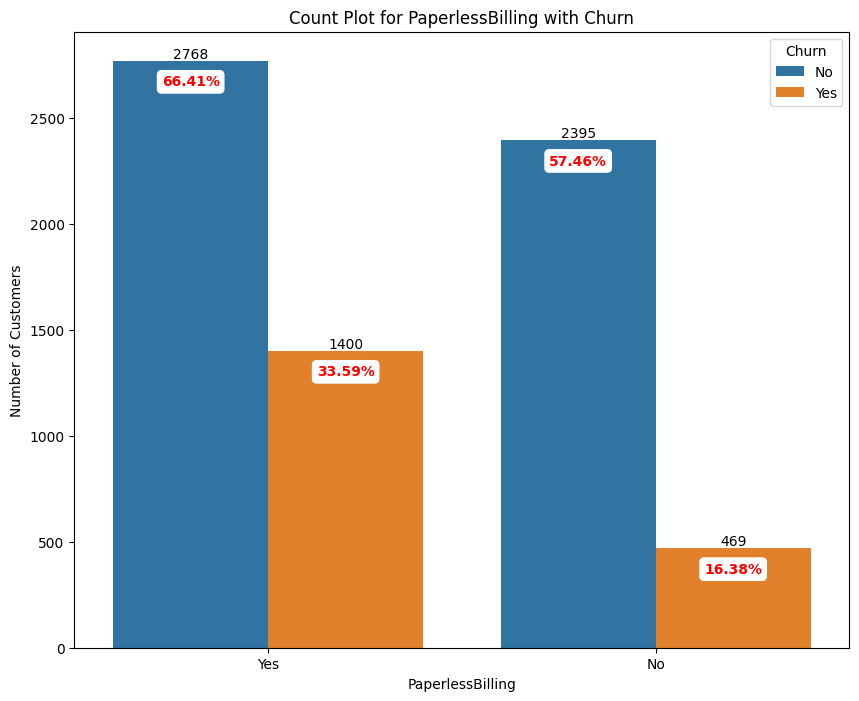 Count Plot for PaperlessBilling with Churn
Churn
No
Yes
2768
66.41%
2395
57.46%
1400
33.59%
469
16.38%
2500
2000
1500
1000
500
0
Number of Customers
Yes
No
PaperlessBilling